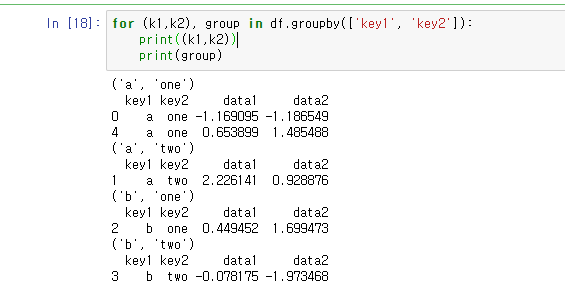 In [18]: for (k1,k2), group in df.groupby(['key1', 'key2']):
    print((k1,k2))
    print(group)
('a', 'one')
  key1 key2     data1     data2
0    a  one -1.169095 -1.186549
4    a  one  0.653899  1.485488
('a', 'two')
  key1 key2     data1     data2
1    a  two  2.226141  0.928876
('b', 'one')
  key1 key2     data1     data2
2    b  one  0.449452  1.699473
('b', 'two')
  key1 key2     data1     data2
3    b  two -0.078175 -1.973468